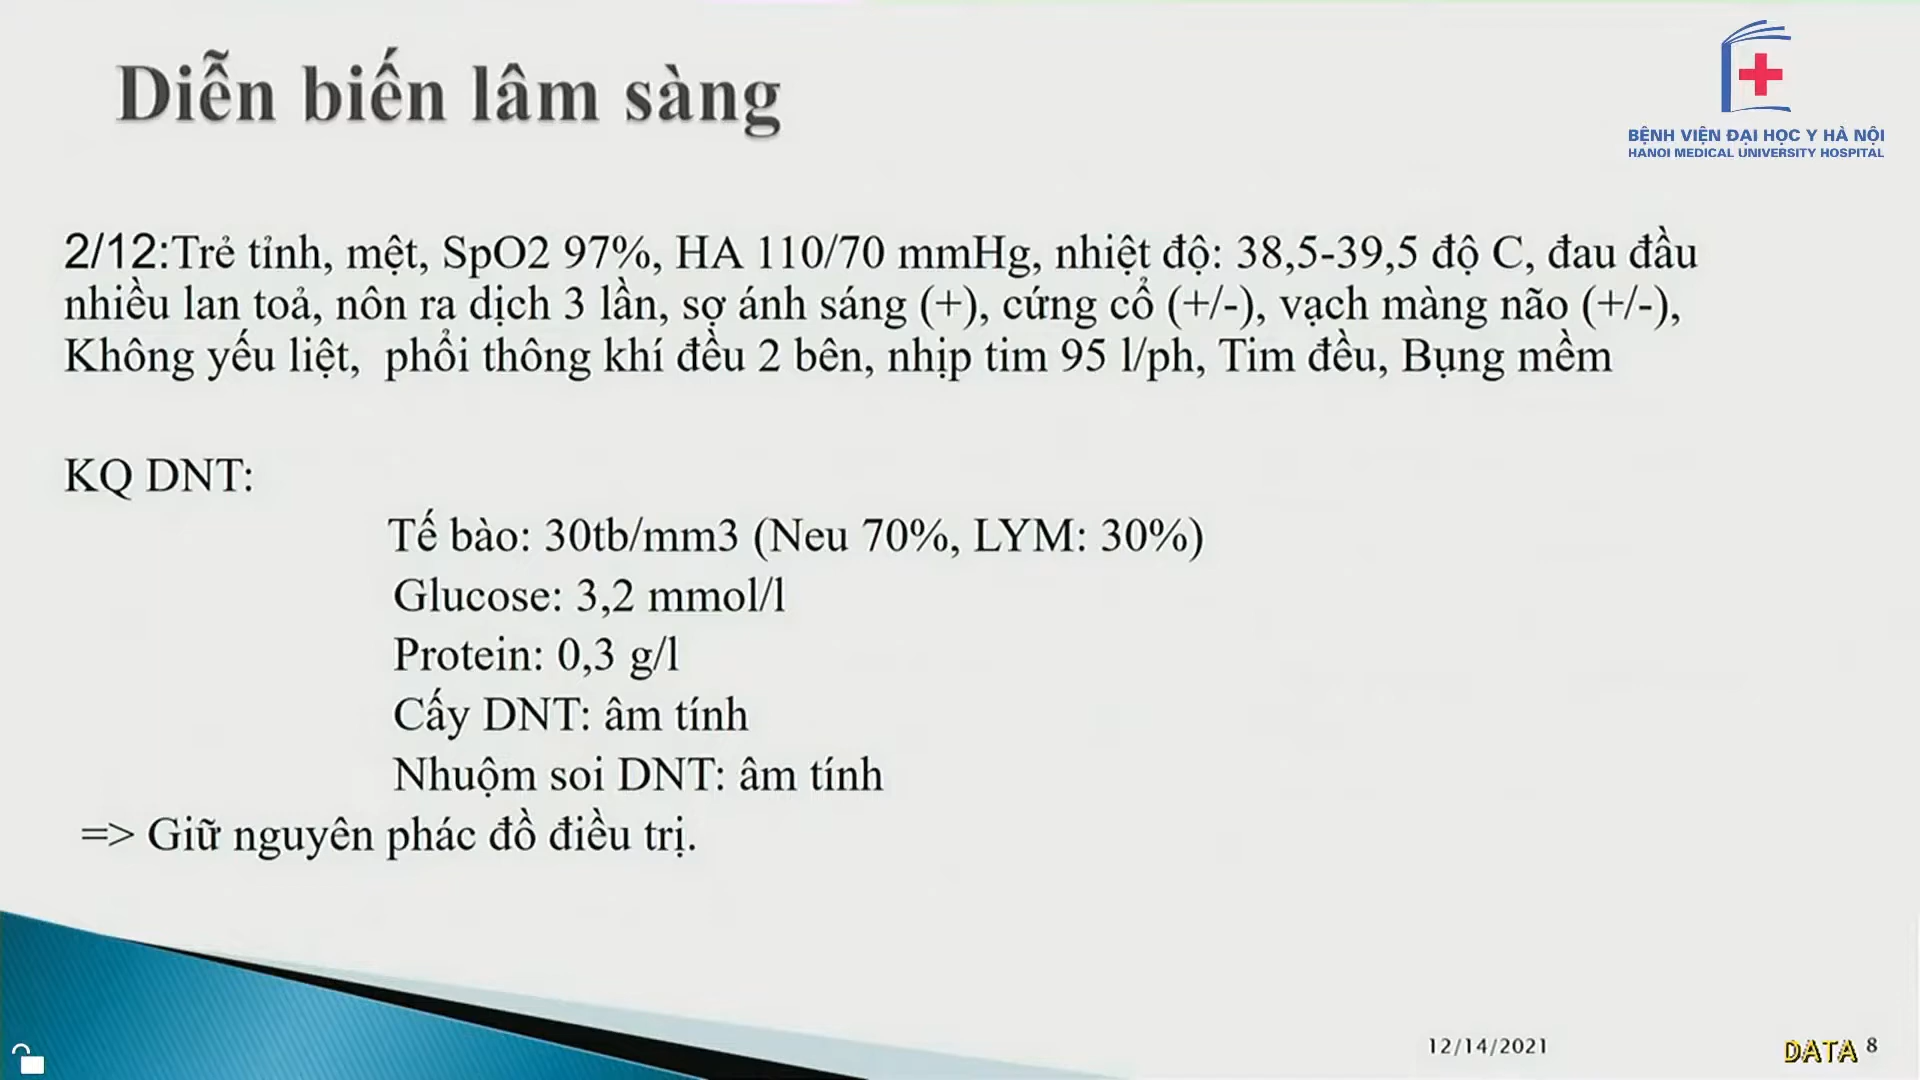 Diễn biến lâm sàng
BỆNH VIỆN ĐẠI HỌC Y HÀ NỘI
HANOI MEDICAL UNIVERSITY HOSPITAL
2/12:Trẻ tỉnh, mệt, SpO2 97%, HA 110/70 mmHg, nhiệt độ: 38,5-39,5 độ C, đau đầu
nhiều lan toả, nôn ra dịch 3 lần, sợ ánh sáng (+), cứng cổ (+/-), vạch màng não (+/-),
Không yếu liệt, phổi thông khí đều 2 bên, nhịp tim 95 l/ph, Tim đều, Bụng mềm
KQ DNT:
Tế bào: 30tb/mm3 (Neu 70%, LYM: 30%)
Glucose: 3,2 mmol/l
Protein: 0,3 g/l
Cấy DNT: âm tính
Nhuộm soi DNT: âm tính
=> Giữ nguyên phác đồ điều trị.
12/14/2021
DATA 8